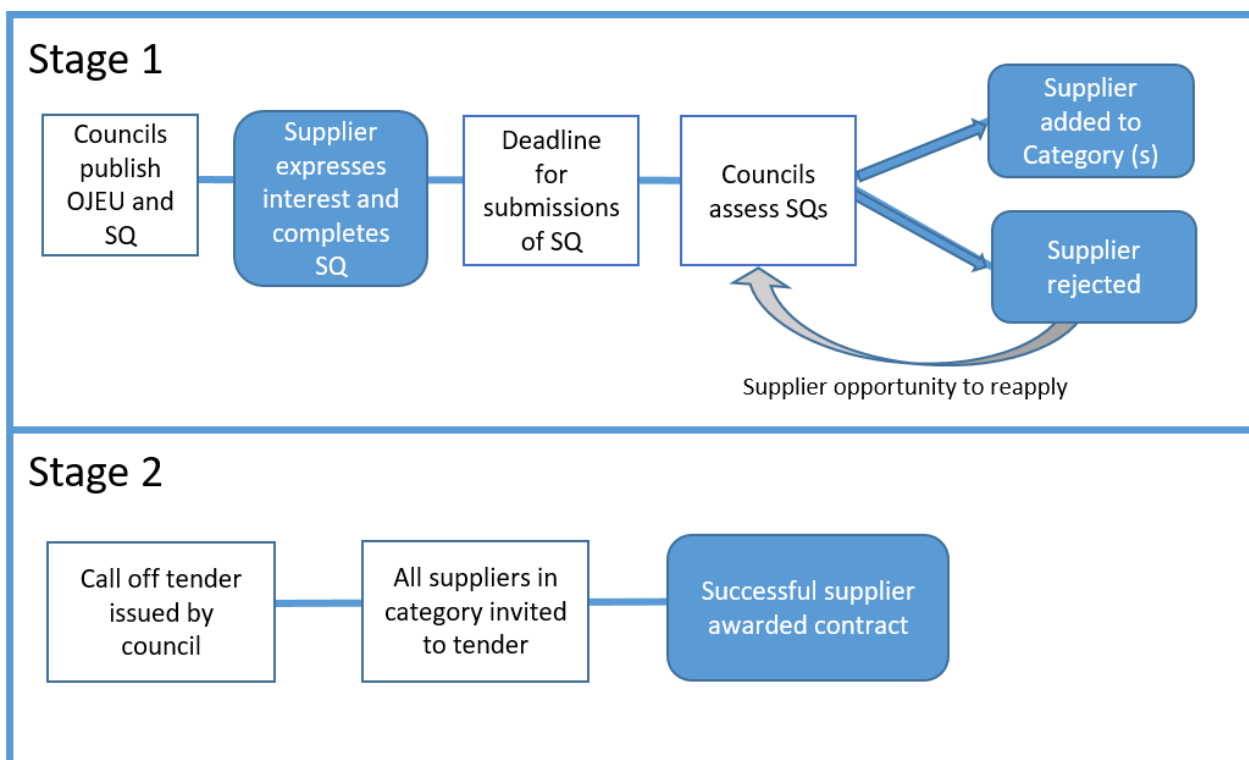 Stage 1
Councils
publish
OJEU and
SQ
Supplier
expresses
interest and
completes
SQ
Deadline
for
submissions
of SQ
Councils
assess SQs
Supplier
added to
Category (s)
Supplier
rejected
Supplier opportunity to reapply
Stage 2
Call off tender
issued by
council
All suppliers in
category invited
to tender
Successful supplier
awarded contract